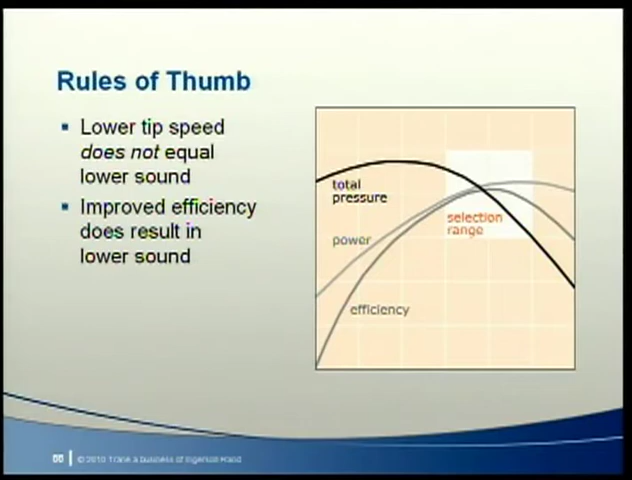 Rules of Thumb
Lower tip speed
does not equal
lower sound
Improved efficiency
does result in
lower sound
total
pressure
power
selection
range
efficiency
© 2010 Trane a business of Ingersoll-Rand